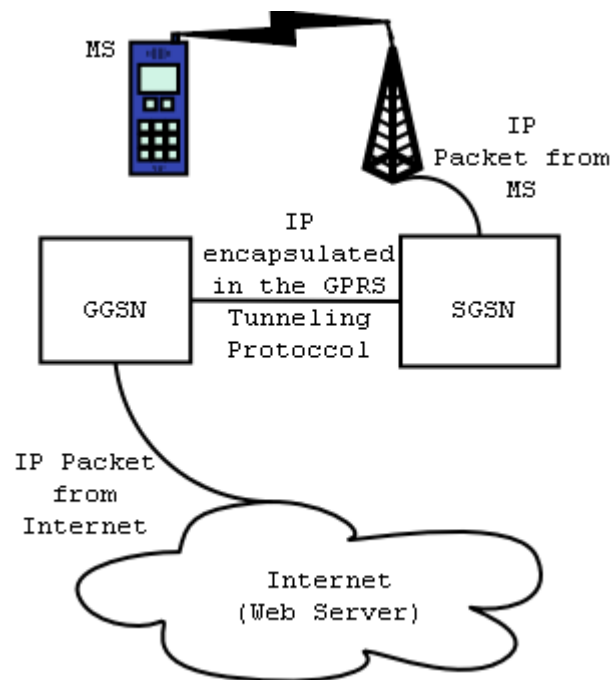 MS
IP
Packet from
MS
IP
encapsulated
in the GPRS
Tunneling
Protoccol
GGSN
SGSN
IP Packet
from
Internet
Internet
(Web Server)